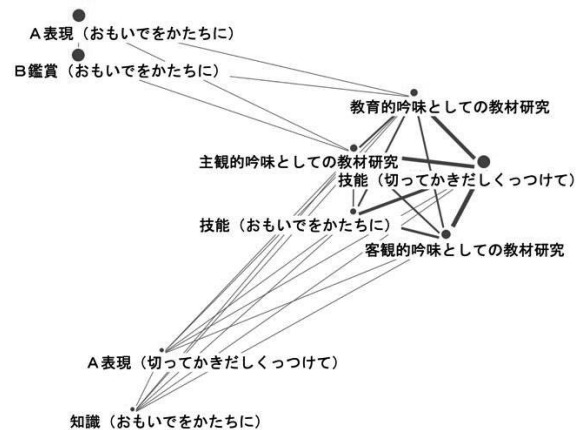 A表現（おもいでをかたちに）
B鑑賞（おもいでをかたちに）
教育的吟味としての教材研究
主観的吟味としての教材研究
技能（切ってかきだしくっつけて）
技能（おもいでをかたちに）
客観的吟味としての教材研究
A表現（切ってかきだしくっつけて）
知識（おもいでをかたちに）